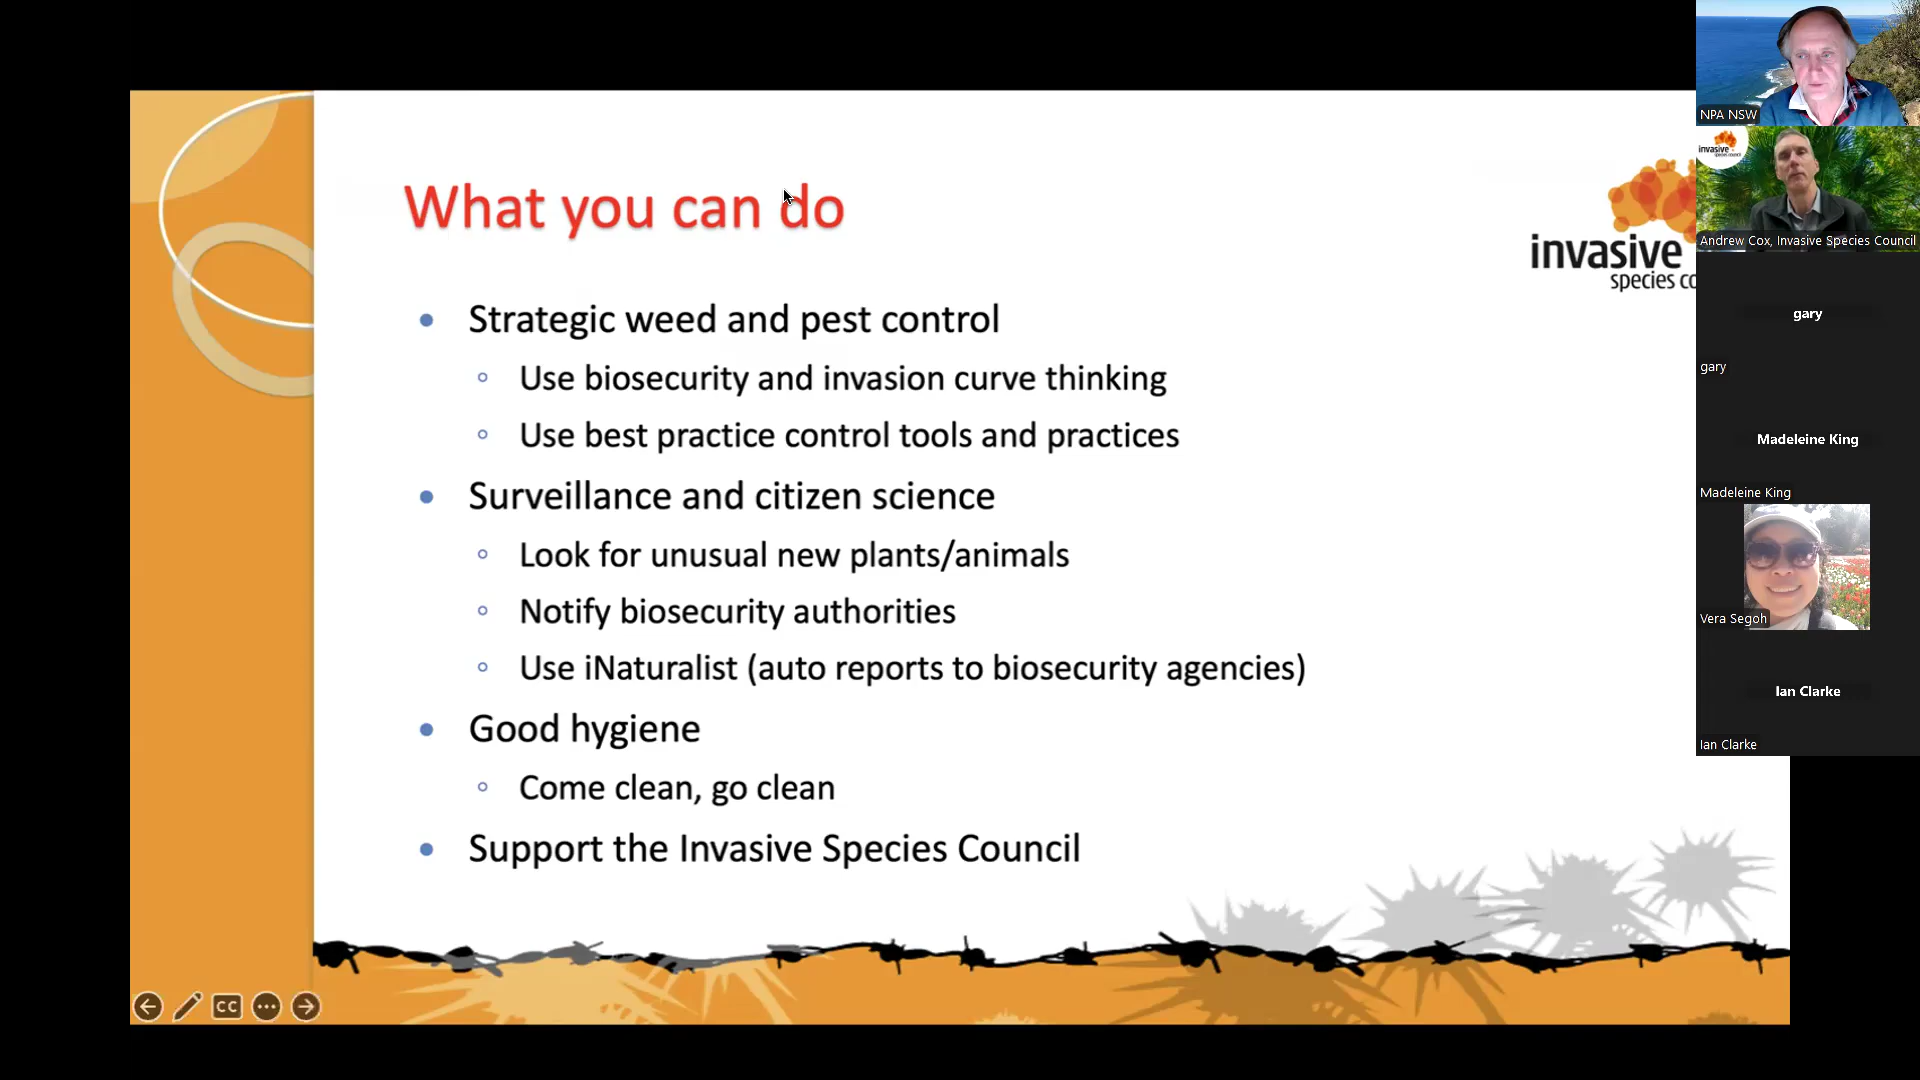 What you can do
invasive
species co
Strategic weed and pest control
Use biosecurity and invasion curve thinking
Use best practice control tools and practices
Surveillance and citizen science
Look for unusual new plants/animals
Notify biosecurity authorities
Use iNaturalist (auto reports to biosecurity agencies)
Good hygiene
Come clean, go clean
Support the Invasive Species Council
CC
NPA NSW
invasive
species council
Andrew Cox, Invasive Species Council
gary
gary
Madeleine King
Madeleine King
Vera Segoh
Ian Clarke
Ian Clarke